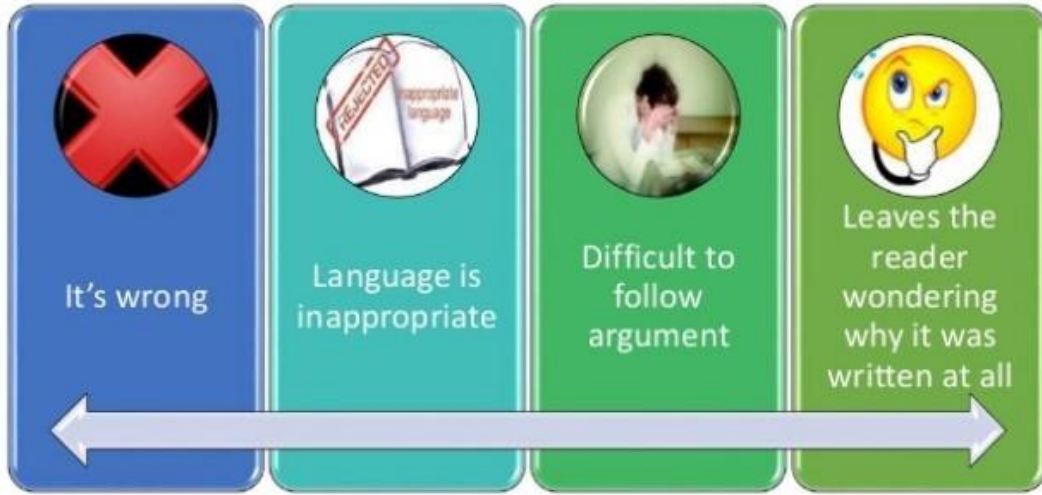 REJECTED
inappropriate
language
It's wrong
Language is
inappropriate
Difficult to
follow
argument
Leaves the
reader
wondering
why it was
written at all